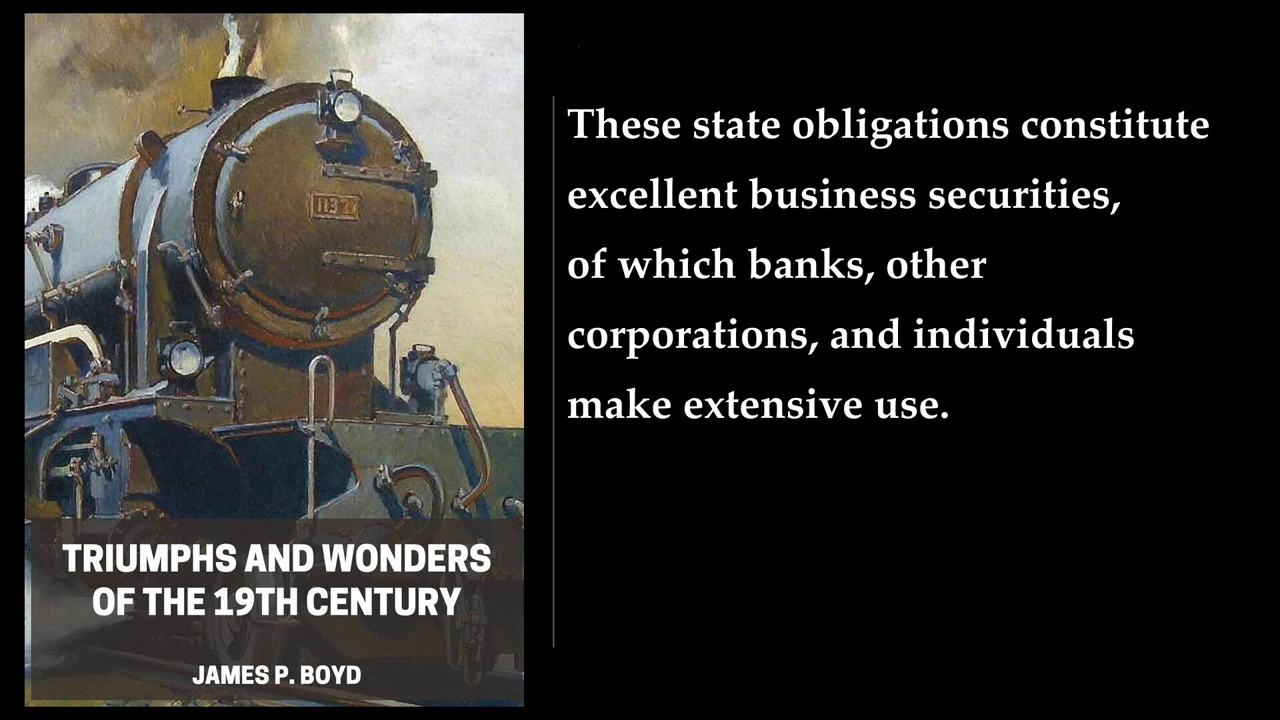 These state obligations constitute
excellent business securities,
of which banks, other
corporations, and individuals
make extensive use.
TRIUMPHS AND WONDERS
OF THE 19TH CENTURY
JAMES P. BOYD